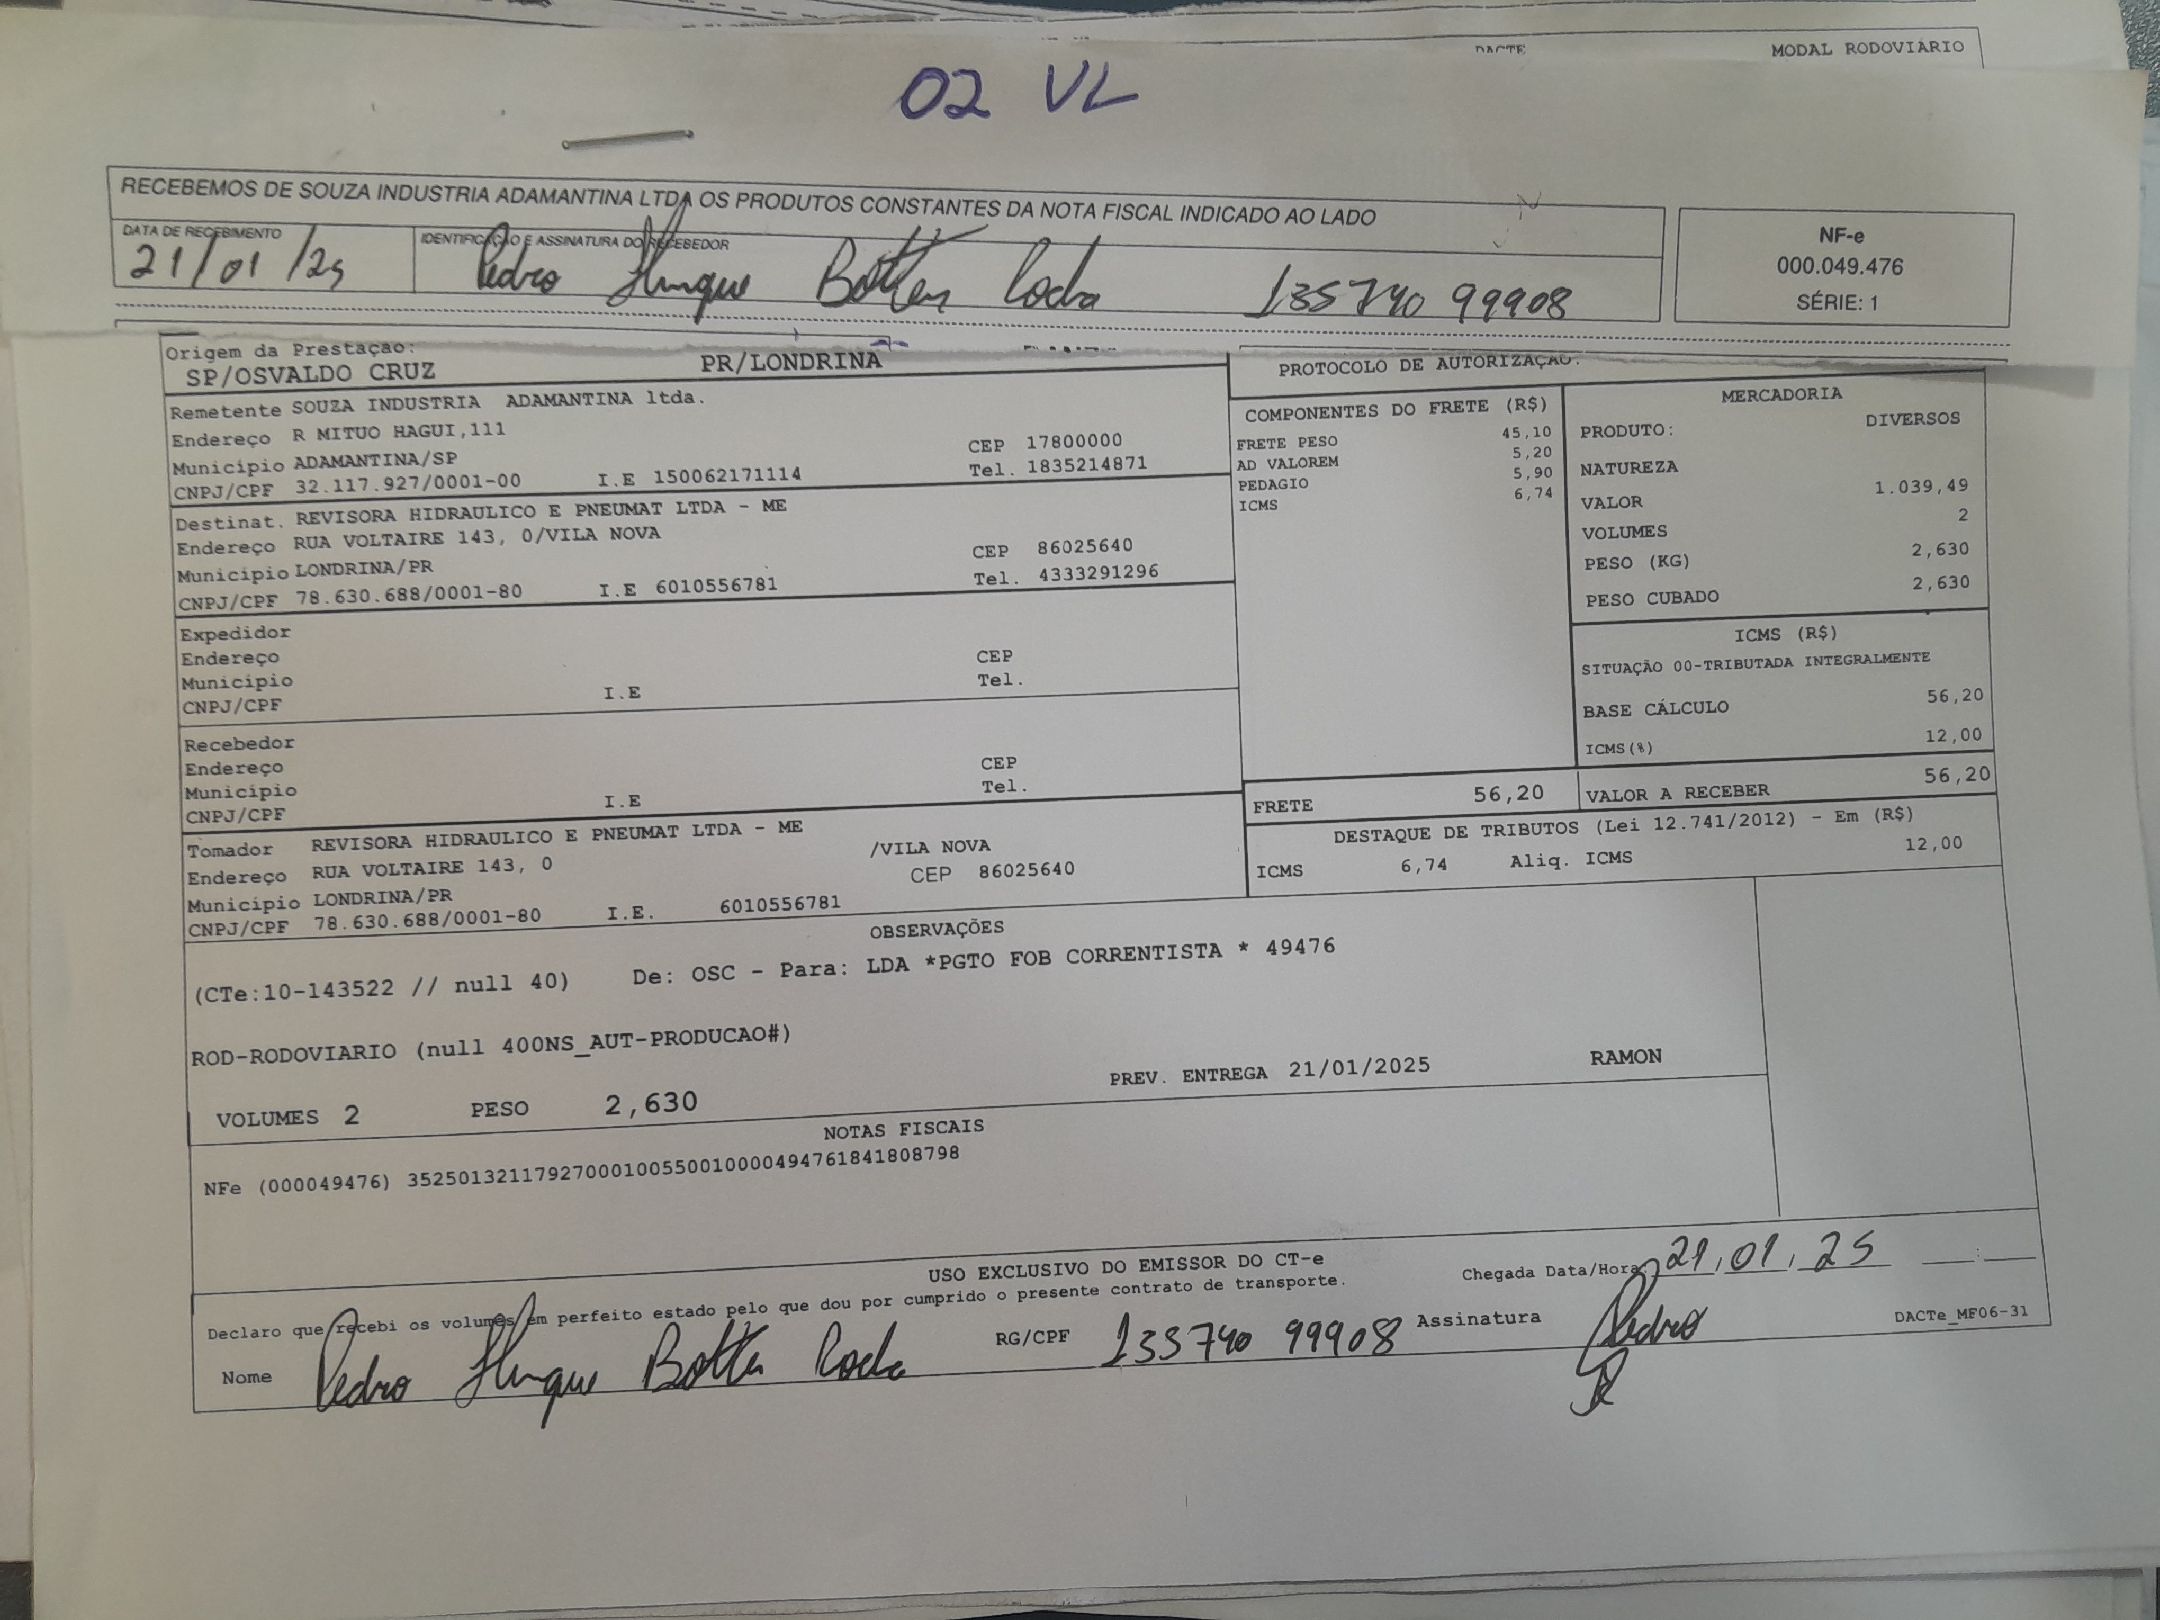 DACTE MODAL RODOVIÁRIO
02 VL
RECEBEMOS DE SOUZA INDUSTRIA ADAMANTINA LTDA OS PRODUTOS CONSTANTES DA NOTA FISCAL INDICADO AO LADO
DATA DE RECEBIMENTO
21/01/25
IDENTIFICAÇÃO E ASSINATURA DO RECEBEDOR
Pedro Henrique Rocha 135740 99908
NF-e
000.049.476
SÉRIE: 1
Origem da Prestação:
SP/OSVALDO CRUZ PR/LONDRINA
Remetente SOUZA INDUSTRIA ADAMANTINA ltda.
Endereço R MITUO HAGUI,111
CEP 17800000
Município ADAMANTINA/SP
Tel. 1835214871
CNPJ/CPF 32.117.927/0001-00 I.E 150062171114
Destinat. REVISORA HIDRAULICO E PNEUMAT LTDA - ME
Endereço RUA VOLTAIRE 143, 0/VILA NOVA
CEP 86025640
Município LONDRINA/PR
Tel. 4333291296
CNPJ/CPF 78.630.688/0001-80 I.E 6010556781
Expedidor
Endereço
CEP
Município
Tel.
CNPJ/CPF I.E
Recebedor
Endereço
CEP
Município
Tel.
CNPJ/CPF I.E
Tomador REVISORA HIDRAULICO E PNEUMAT LTDA - ME
Endereço RUA VOLTAIRE 143, 0 /VILA NOVA
Município LONDRINA/PR CEP 86025640
CNPJ/CPF 78.630.688/0001-80 I.E. 6010556781
PROTOCOLO DE AUTORIZAÇÃO:
COMPONENTES DO FRETE (R$)
FRETE PESO 45,10
AD VALOREM 5,20
PEDAGIO 5,90
ICMS 6,74
MERCADORIA
PRODUTO: DIVERSOS
NATUREZA
VALOR 1.039,49
VOLUMES 2
PESO (KG) 2,630
PESO CUBADO 2,630
ICMS (R$)
SITUAÇÃO 00-TRIBUTADA INTEGRALMENTE
BASE CÁLCULO 56,20
ICMS(%) 12,00
FRETE 56,20 VALOR A RECEBER 56,20
DESTAQUE DE TRIBUTOS (Lei 12.741/2012) - Em (R$)
ICMS 6,74 Aliq. ICMS 12,00
OBSERVAÇÕES
(CTe:10-143522 // null 40) De: OSC - Para: LDA *PGTO FOB CORRENTISTA * 49476
ROD-RODOVIARIO (null 400NS_AUT-PRODUCAO#)
PREV. ENTREGA 21/01/2025 RAMON
VOLUMES 2 PESO 2,630
NOTAS FISCAIS
NFe (000049476) 35250132117927000100550010000494761841808798
USO EXCLUSIVO DO EMISSOR DO CT-e
Chegada Data/Hora: 21,01,25 :
Declaro que recebi os volumes em perfeito estado pelo que dou por cumprido o presente contrato de transporte.
Nome Pedro Henrique Rocha RG/CPF 135740 99908 Assinatura Pedro
DACTe_MF06-31